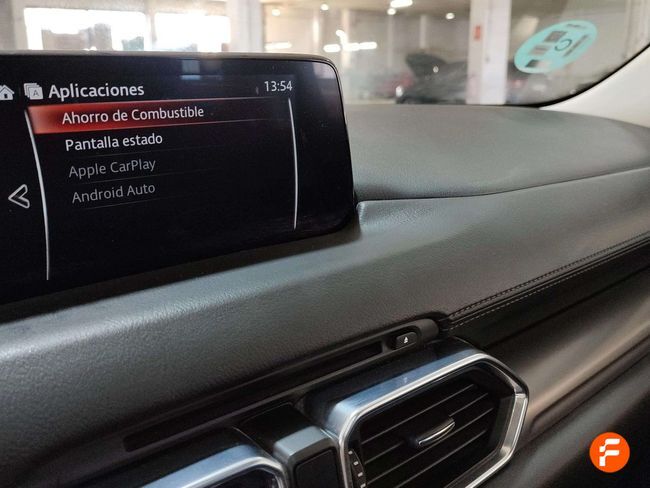 Aplicaciones 13:54
Ahorro de Combustible
Pantalla estado
Apple CarPlay
Android Auto
C
F